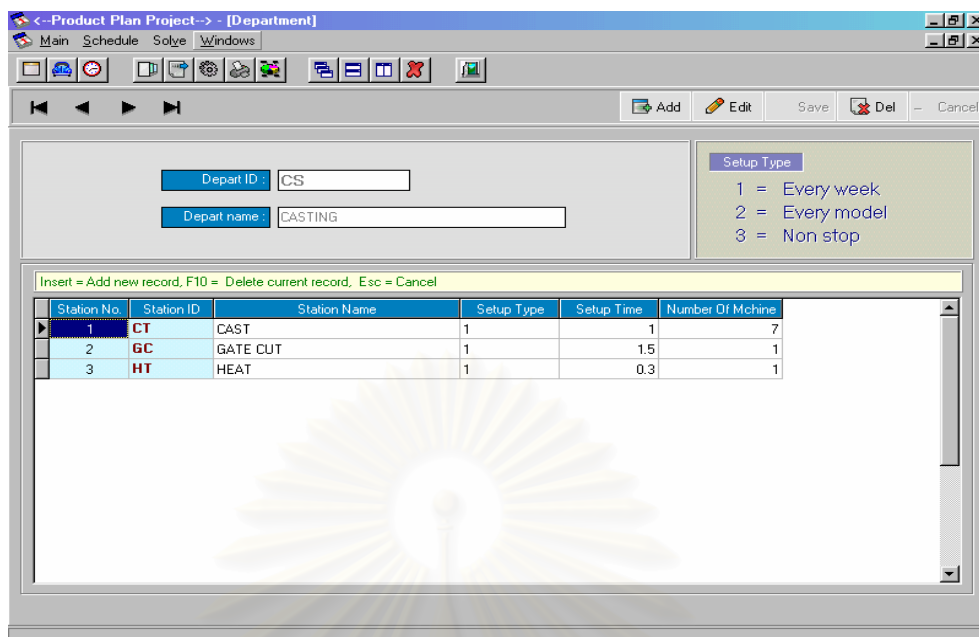 <--Product Plan Project--> - [Department]
Main Schedule Solve Windows
Add Edit Save Del Cancel
Setup Type
Depart ID : CS
1 = Every week
Depart name : CASTING
2 = Every model
3 = Non stop
Insert = Add new record, F10 = Delete current record, Esc = Cancel
Station No. Station ID Station Name Setup Type Setup Time Number Of Mchine
1 CT CAST 1 1 7
2 GC GATE CUT 1 1.5 1
3 HT HEAT 1 0.3 1